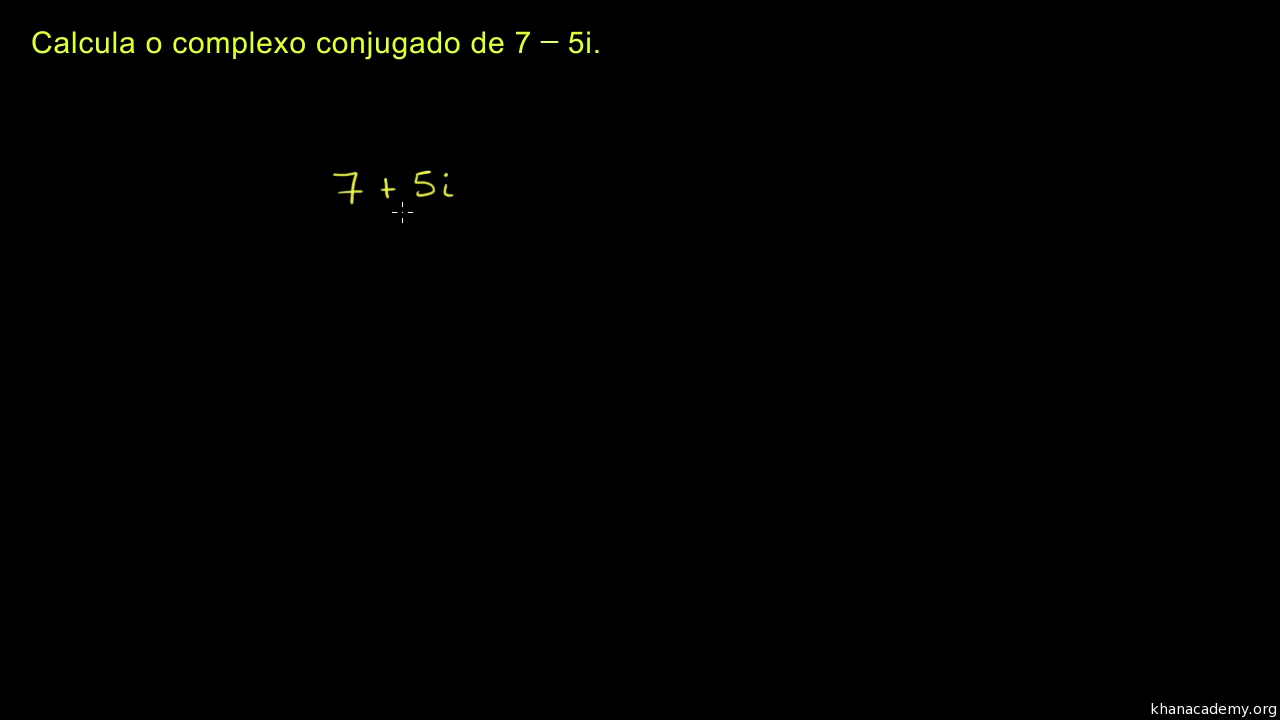 Calcula o complexo conjugado de 7 – 5i.
7 + 5i
khanacademy.org